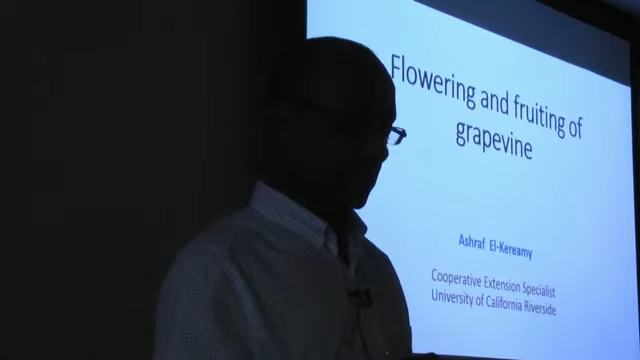 Flowering and fruiting of
grapevine
Ashraf El-Kereamy
Cooperative Extension Specialist
University of California Riverside